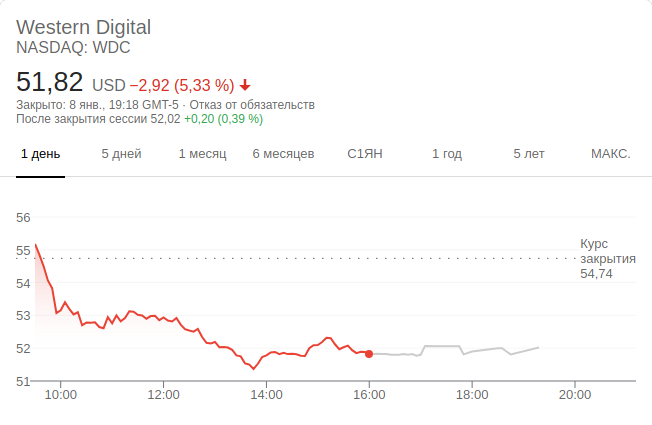 Western Digital
NASDAQ: WDC
51,82 USD −2,92 (5,33 %)
Закрыто: 8 янв., 19:18 GMT-5 · Отказ от обязательств
После закрытия сессии 52,02 +0,20 (0,39 %)
1 день 5 дней 1 месяц 6 месяцев С1ЯН 1 год 5 лет МАКС.
56
55
54
53
52
51
Курс
закрытия
54,74
10:00 12:00 14:00 16:00 18:00 20:00